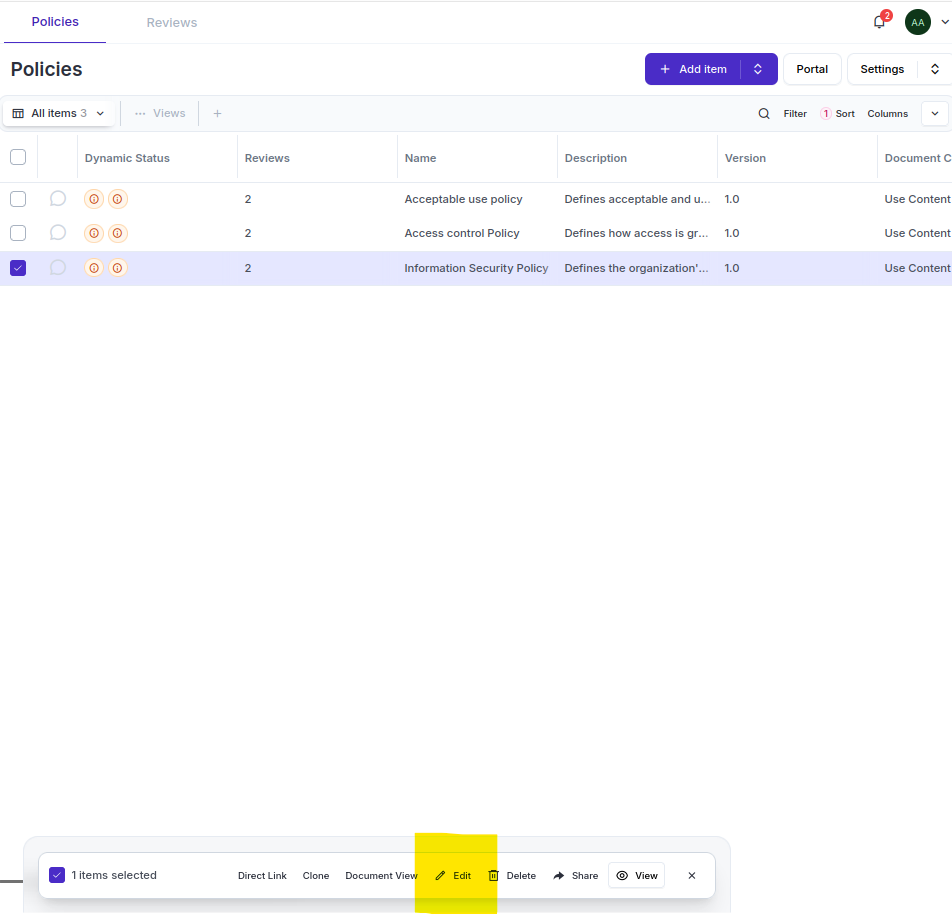 Policies Reviews 2 AA
Policies + Add item Portal Settings
All items 3 ··· Views + Filter 1 Sort Columns
Dynamic Status Reviews Name Description Version Document C
2 Acceptable use policy Defines acceptable and u... 1.0 Use Content
2 Access control Policy Defines how access is gr... 1.0 Use Content
2 Information Security Policy Defines the organization'... 1.0 Use Content
1 items selected Direct Link Clone Document View Edit Delete Share View